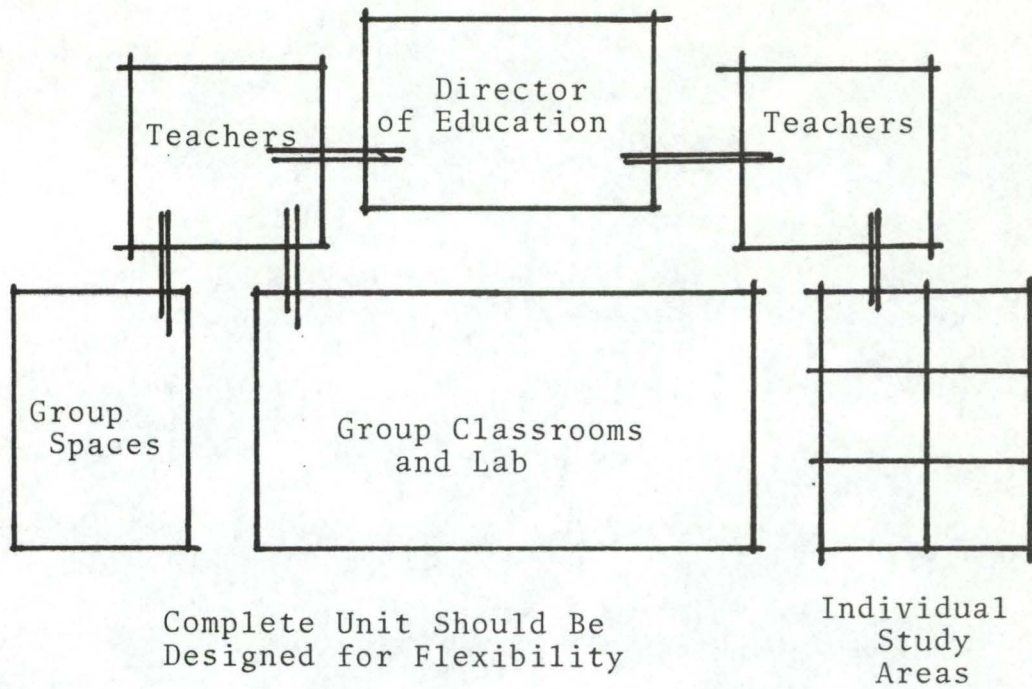 Director
of Education
Teachers
Teachers
Group
Spaces
Group Classrooms
and Lab
Complete Unit Should Be
Designed for Flexibility
Individual
Study
Areas